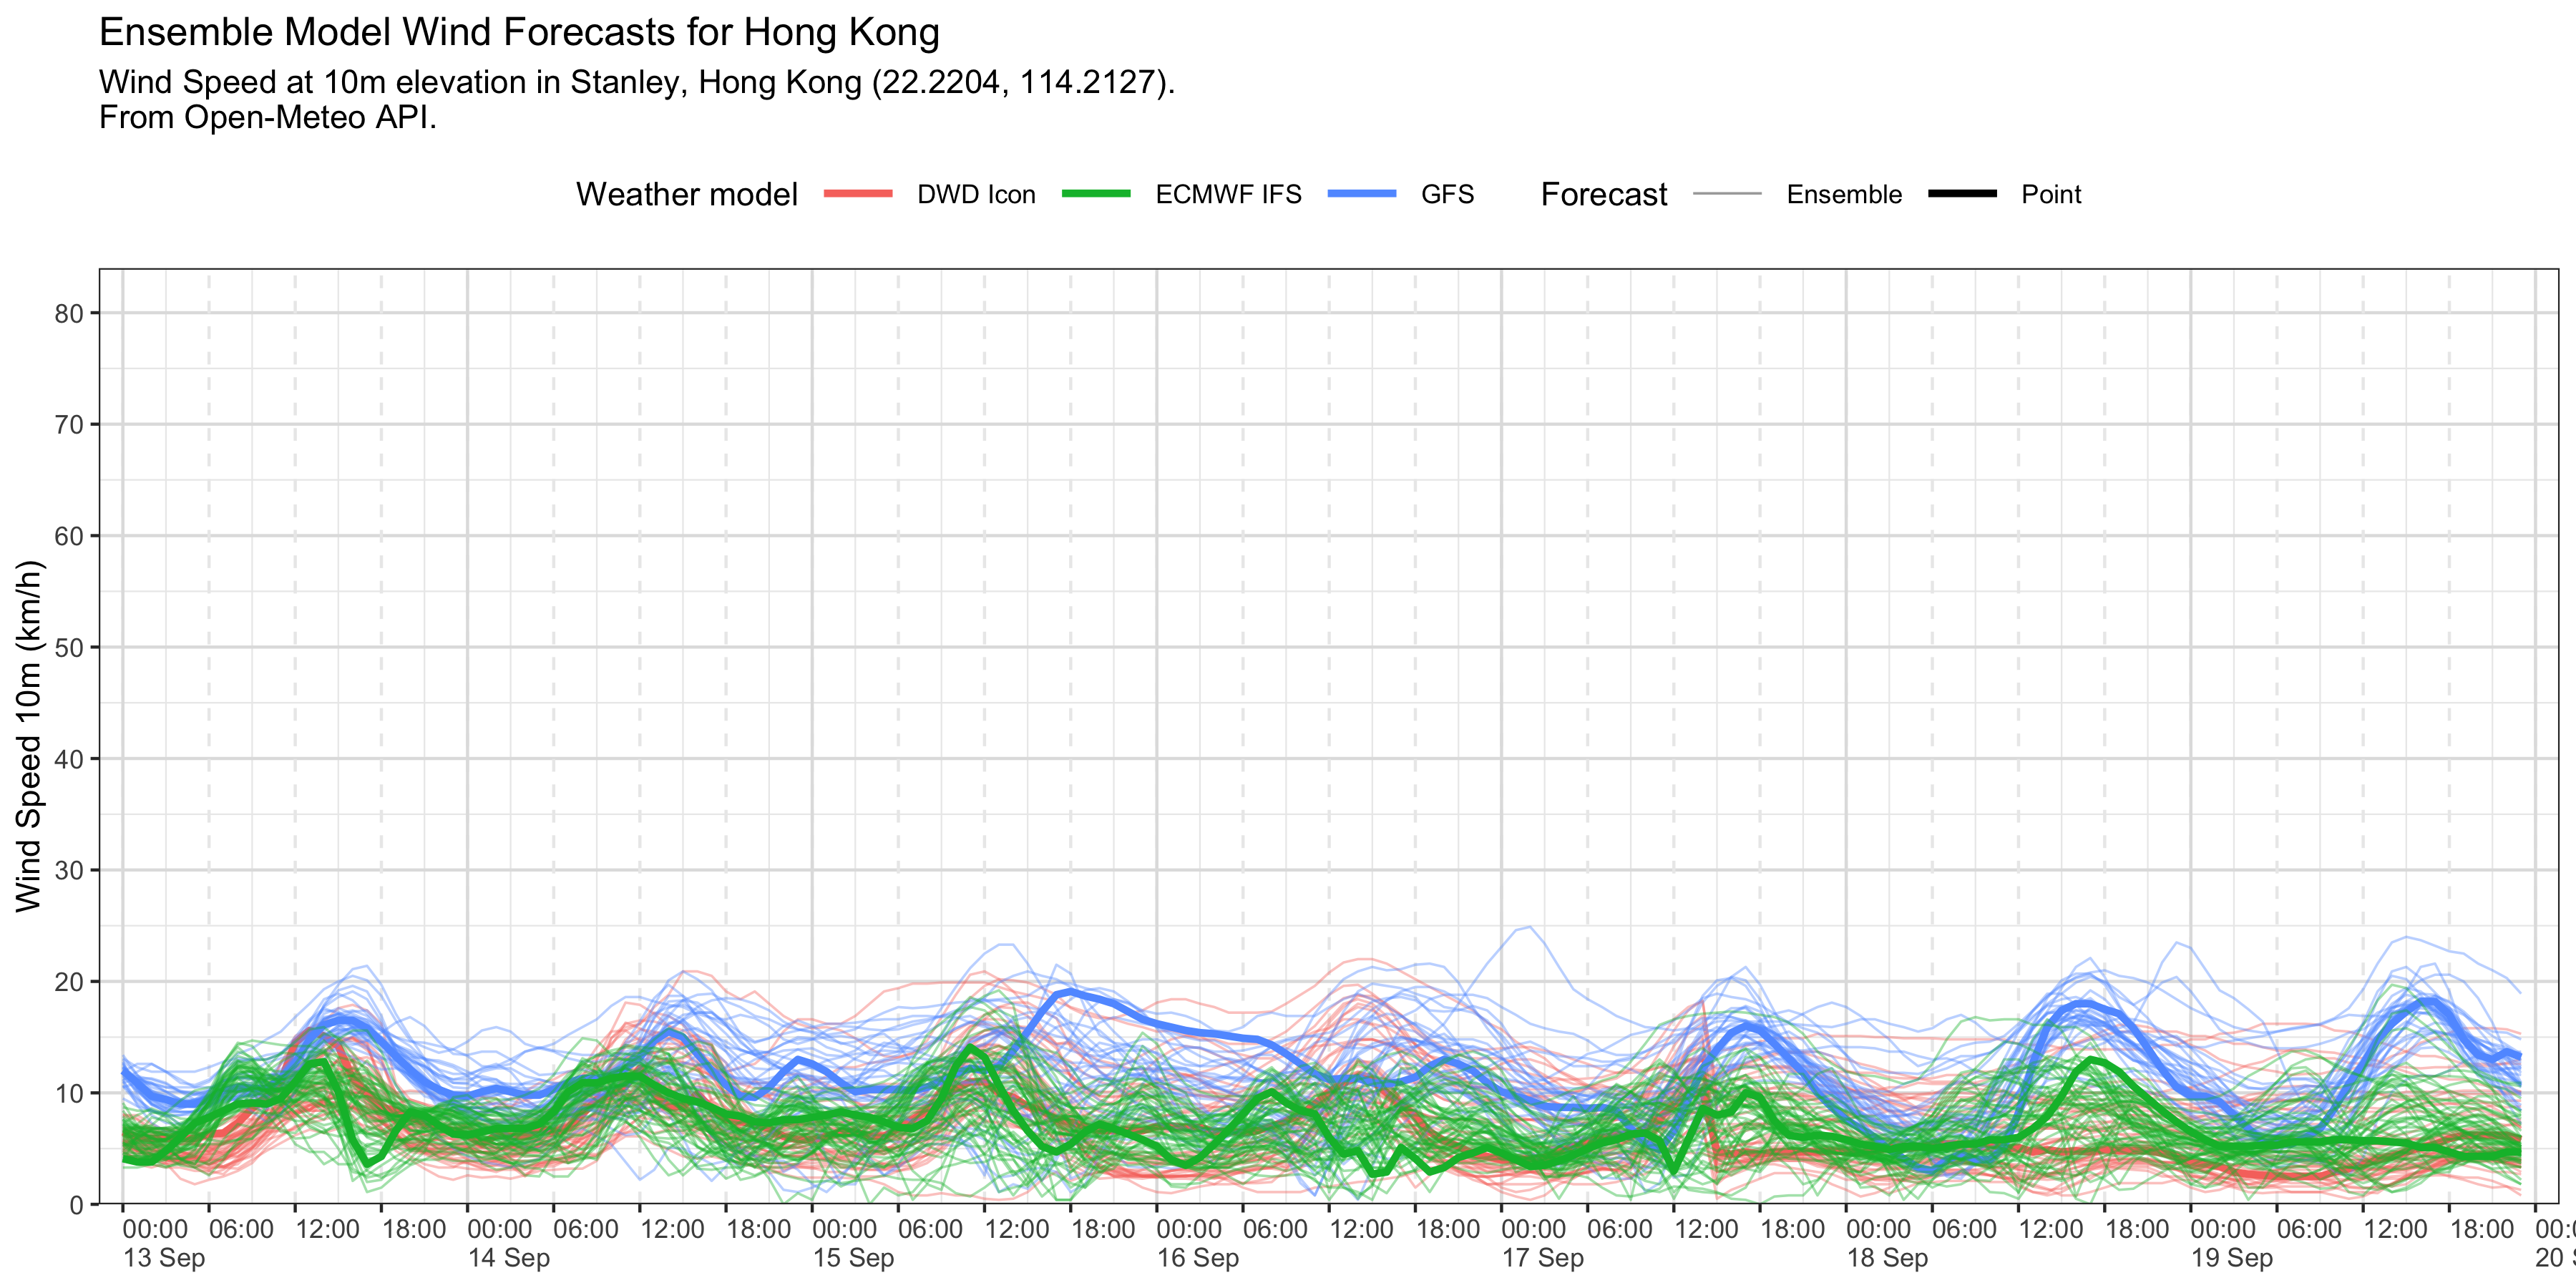 Ensemble Model Wind Forecasts for Hong Kong
Wind Speed at 10m elevation in Stanley, Hong Kong (22.2204, 114.2127).
From Open-Meteo API.
Weather model DWD Icon ECMWF IFS GFS Forecast Ensemble Point
Wind Speed 10m (km/h)
80
70
60
50
40
30
20
10
0
00:00 06:00 12:00 18:00 00:00 06:00 12:00 18:00 00:00 06:00 12:00 18:00 00:00 06:00 12:00 18:00 00:00 06:00 12:00 18:00 00:00 06:00 12:00 18:00 00:00 06:00 12:00 18:00
13 Sep 14 Sep 15 Sep 16 Sep 17 Sep 18 Sep 19 Sep 20